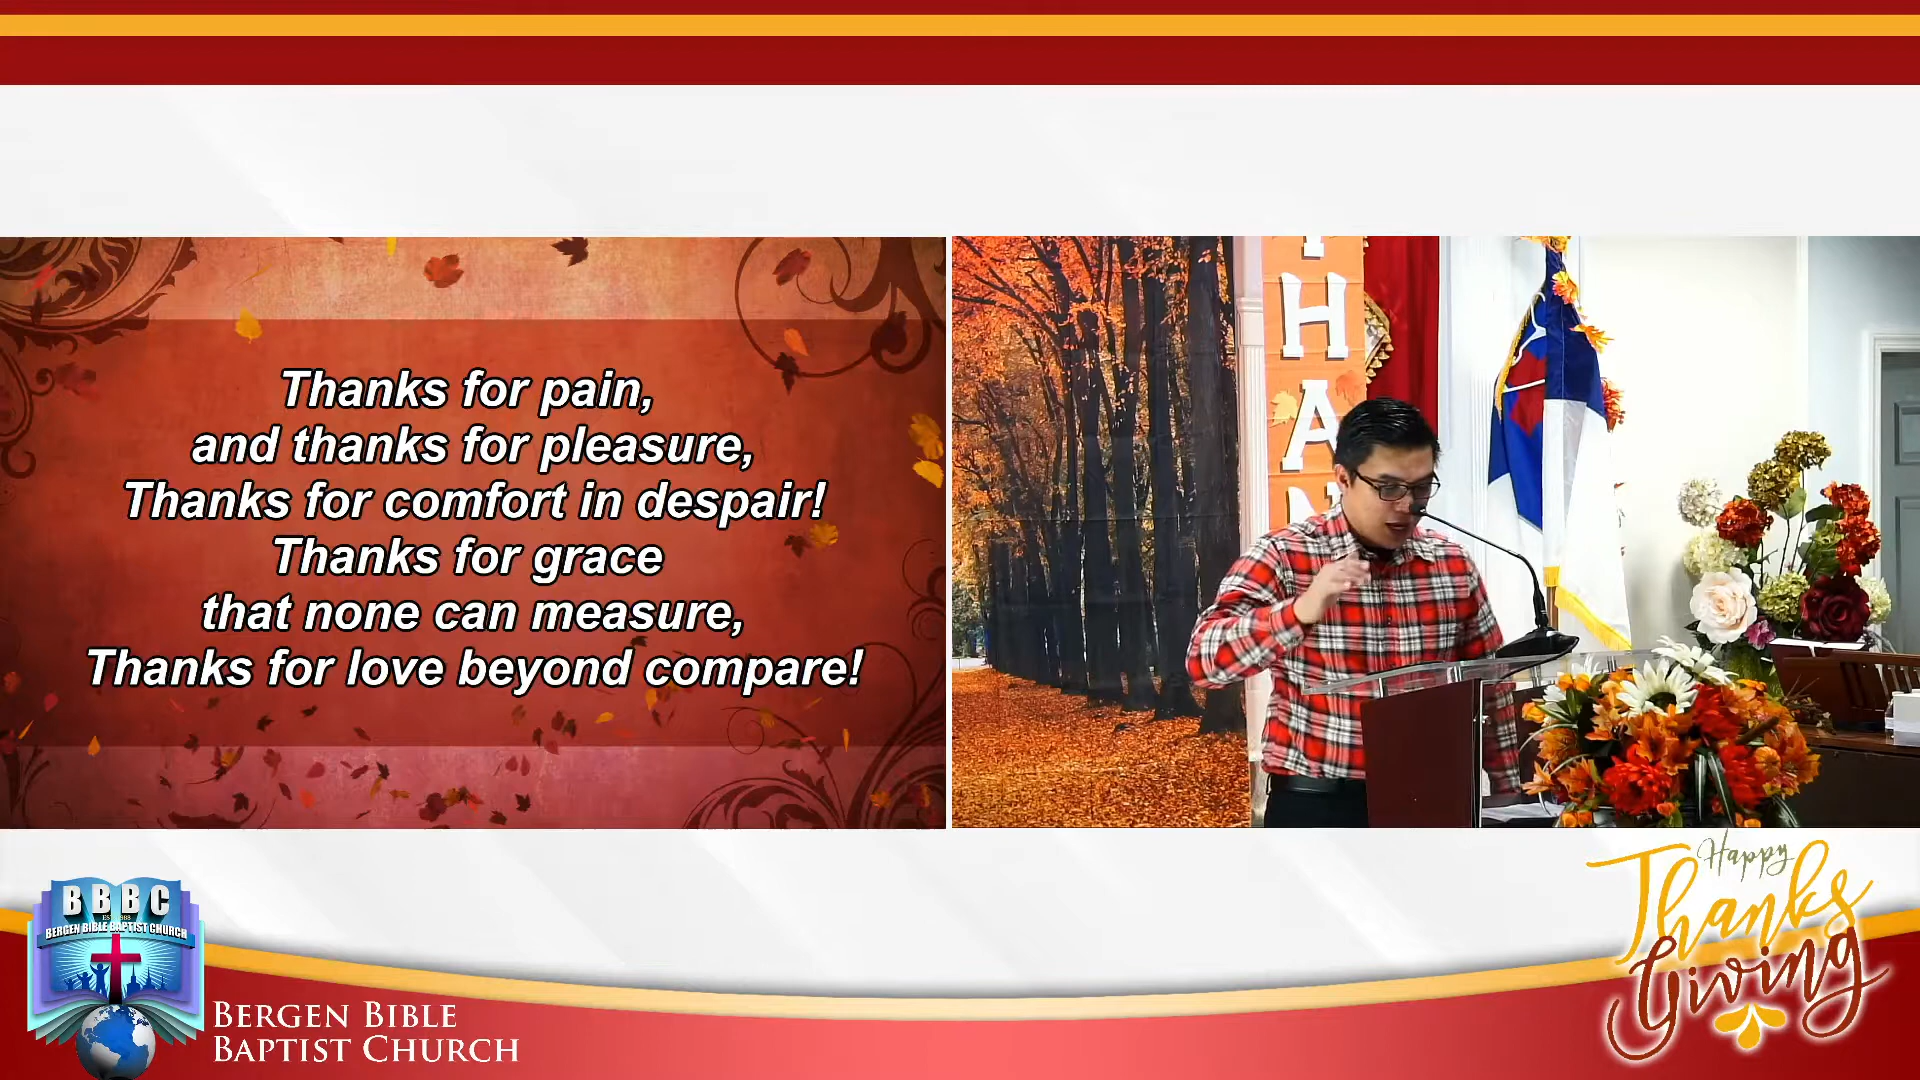 Thanks for pain,
and thanks for pleasure,
Thanks for comfort in despair!
Thanks for grace
that none can measure,
Thanks for love beyond compare!
H
A
N
BBBC
BERGEN BIBLE BAPTIST CHURCH
BERGEN BIBLE
BAPTIST CHURCH
Happy
Thanks
Giving